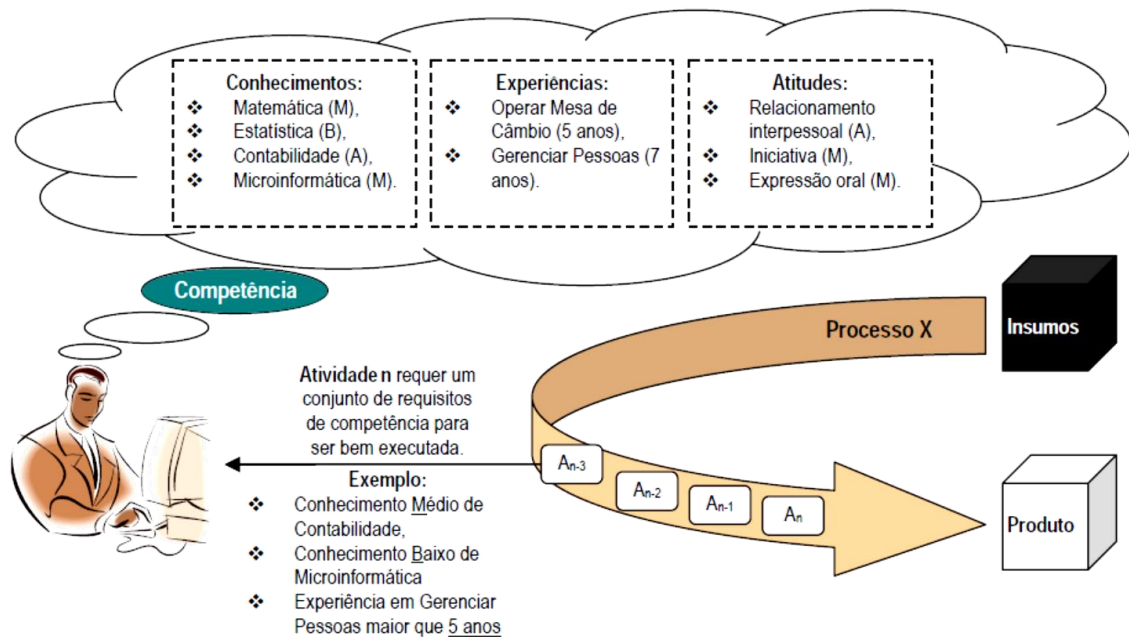 Conhecimentos:
❖ Matemática (M),
❖ Estatística (B),
❖ Contabilidade (A),
❖ Microinformática (M).
Experiências:
❖ Operar Mesa de
Câmbio (5 anos),
❖ Gerenciar Pessoas (7
anos).
Atitudes:
❖ Relacionamento
interpessoal (A),
❖ Iniciativa (M),
❖ Expressão oral (M).
Competência
Processo X
Insumos
Atividade n requer um
conjunto de requisitos
de competência para
ser bem executada.
Exemplo:
❖ Conhecimento Médio de
Contabilidade,
❖ Conhecimento Baixo de
Microinformática
❖ Experiência em Gerenciar
Pessoas maior que 5 anos
An-3
An-2
An-1
An
Produto